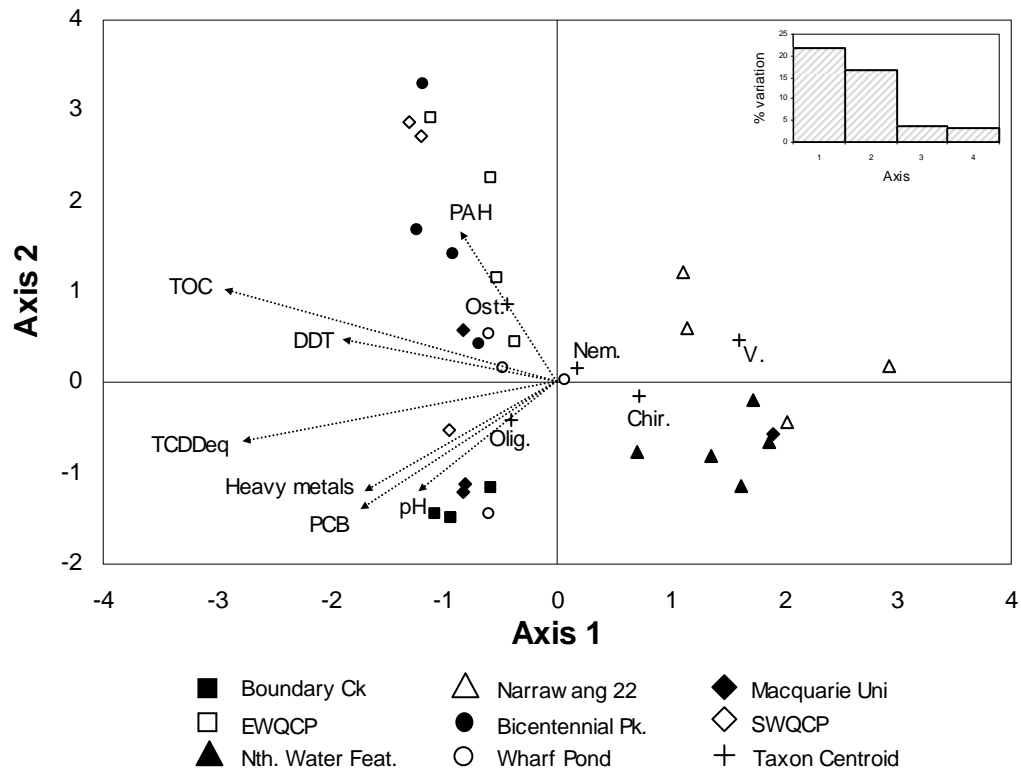 4
3
2
1
0
-1
-2
Axis 2
25
20
15
10
5
0
% variation
1 2 3 4
Axis
PAH
TOC
Ost.
DDT
Nem.
V.
Chir.
TCDDeq
Olig.
Heavy metals
pH
PCB
-4 -3 -2 -1 0 1 2 3 4
Axis 1
Boundary Ck Narraw ang 22 Macquarie Uni
EWQCP Bicentennial Pk. SWQCP
Nth. Water Feat. Wharf Pond Taxon Centroid